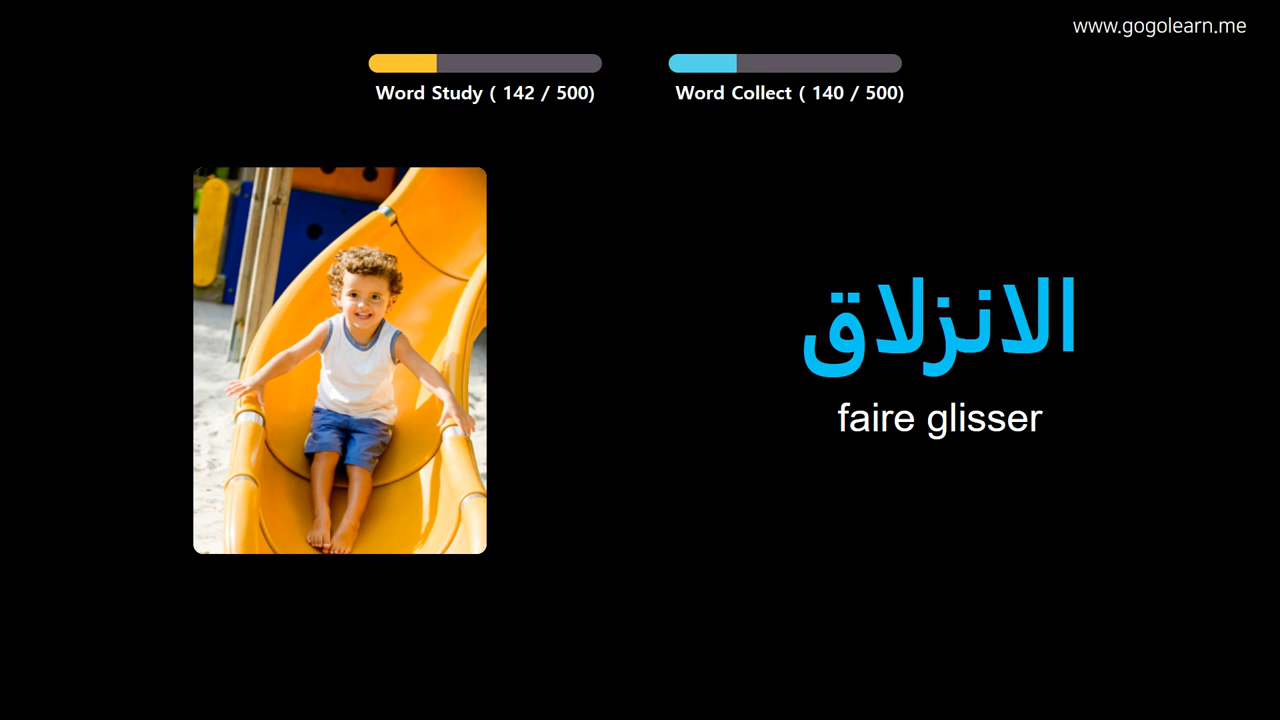 www.gogolearn.me
Word Study ( 142 / 500)
Word Collect ( 140 / 500)
الانزلاق
faire glisser